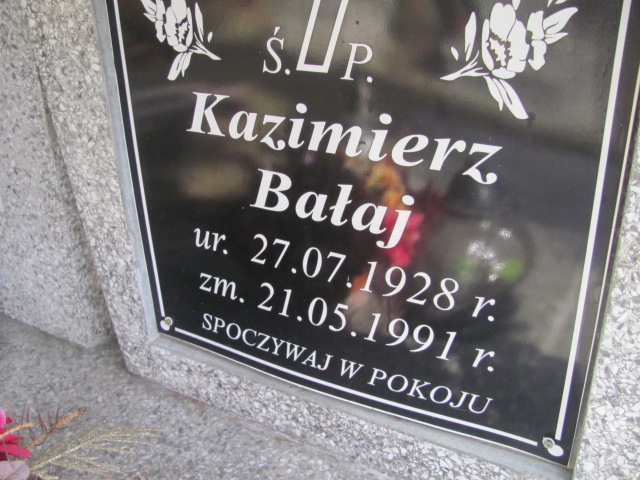 Ś. P.
Kazimierz
Bałaj
ur. 27.07.1928 r.
zm. 21.05.1991 r.
SPOCZYWAJ W POKOJU